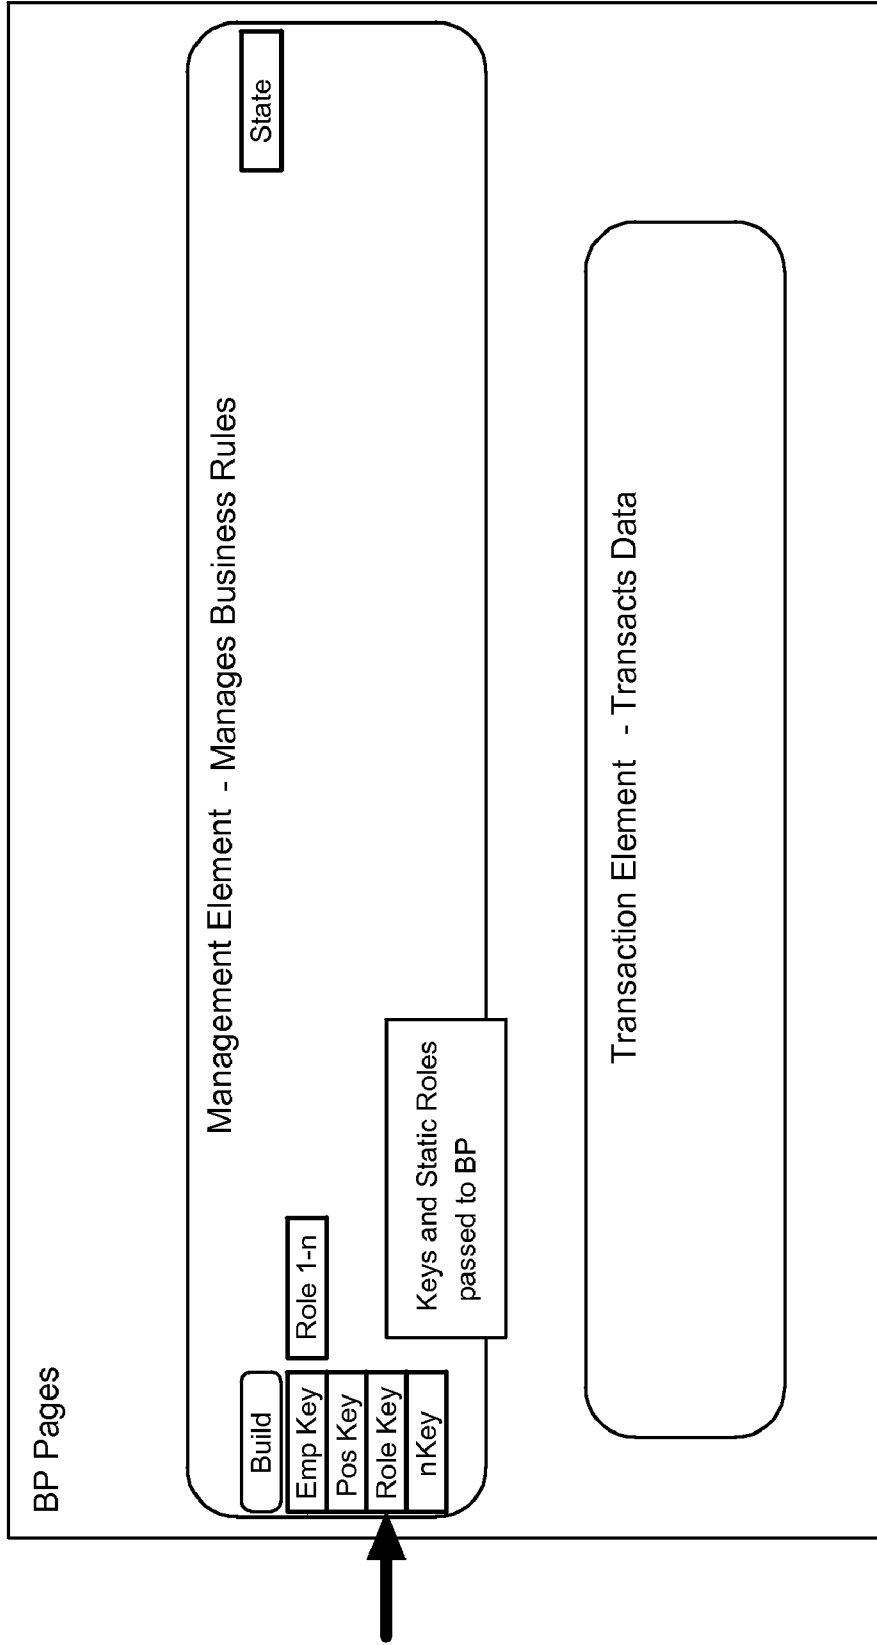 BP Pages
Management Element - Manages Business Rules
Build
State
Emp Key
Role 1-n
Pos Key
Role Key
nKey
Keys and Static Roles
passed to BP
Transaction Element - Transacts Data